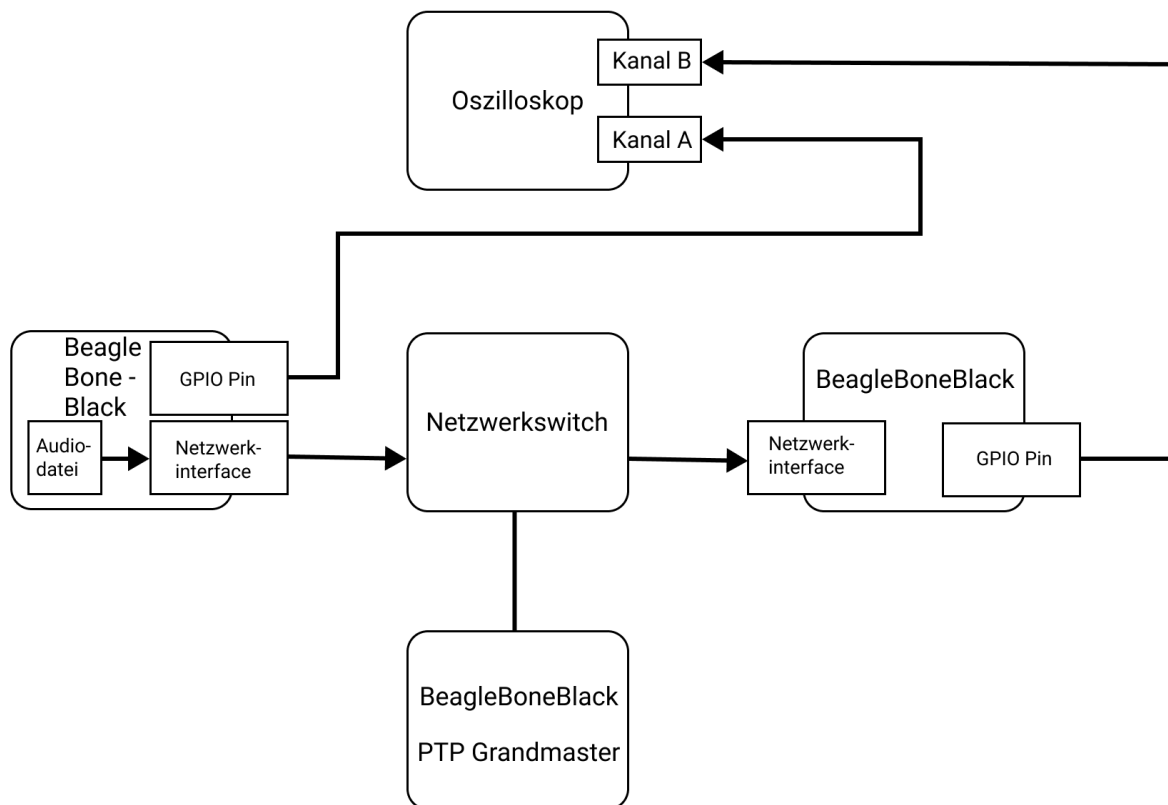 Kanal B
Oszilloskop
Kanal A
Beagle
Bone -
Black
GPIO Pin
Audio-
datei
Netzwerk-
interface
Netzwerkswitch
BeagleBoneBlack
Netzwerk-
interface
GPIO Pin
BeagleBoneBlack
PTP Grandmaster